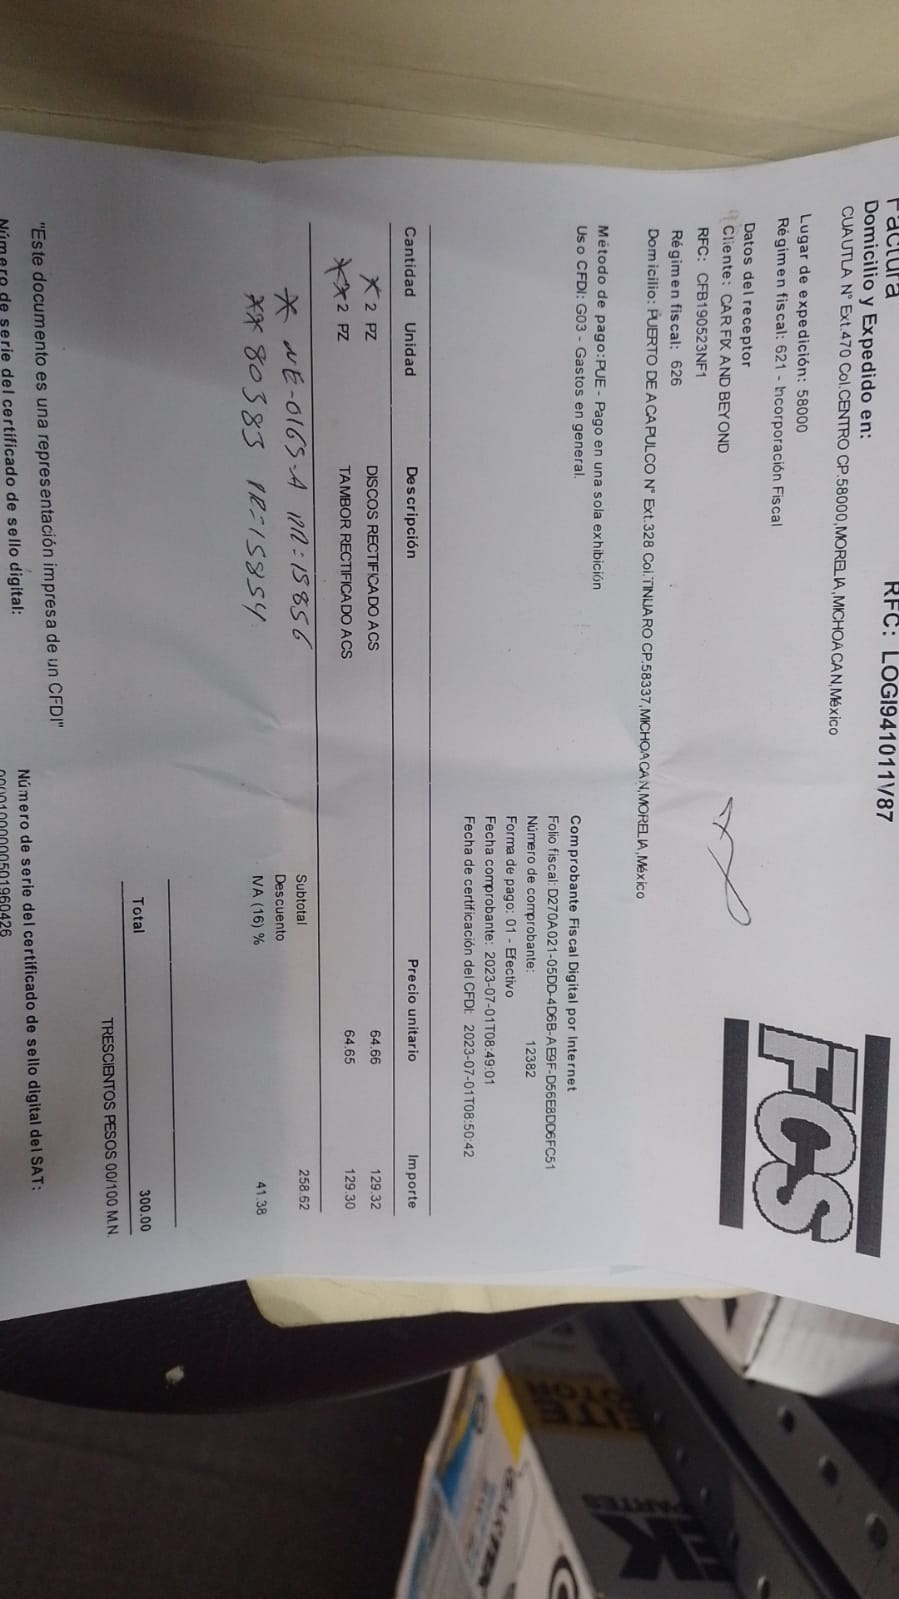 Factura
RFC: LOGI941011V87
Domicilio y Expedido en:
CUAUTLA N° Ext.470 Col.CENTRO CP.58000,MORELIA,MICHOACAN,México
Lugar de expedición: 58000
Régimen fiscal: 621 - Incorporación Fiscal
FCS
Datos del receptor
Cliente: CAR FIX AND BEYOND
RFC: CFB190523NF1
Régimen fiscal: 626
Domicilio: PUERTO DE ACAPULCO N° Ext.328 Col.TINIJARO CP.58337,MICHOACAN,MORELIA,México
Método de pago:PUE - Pago en una sola exhibición
Uso CFDI: G03 - Gastos en general.
Comprobante Fiscal Digital por Internet
Folio fiscal: D270A021-05DD-4D6B-AE9F-D56E8DD6FC51
Número de comprobante: 12382
Forma de pago: 01 - Efectivo
Fecha comprobante: 2023-07-01T08:49:01
Fecha de certificación del CFDI: 2023-07-01T08:50:42
Cantidad Unidad Descripción Precio unitario Importe
* 2 PZ DISCOS RECTIFICADO ACS 64.66 129.32
** 2 PZ TAMBOR RECTIFICADO ACS 64.65 129.30
* NE-0165-A RR=15856
** 80383 RR=15854
Subtotal 258.62
Descuento
IVA (16) % 41.38
Total 300.00
TRESCIENTOS PESOS 00/100 M.N.
"Este documento es una representación impresa de un CFDI"
Número de serie del certificado de sello digital:
Número de serie del certificado de sello digital del SAT:
00001000000501960426